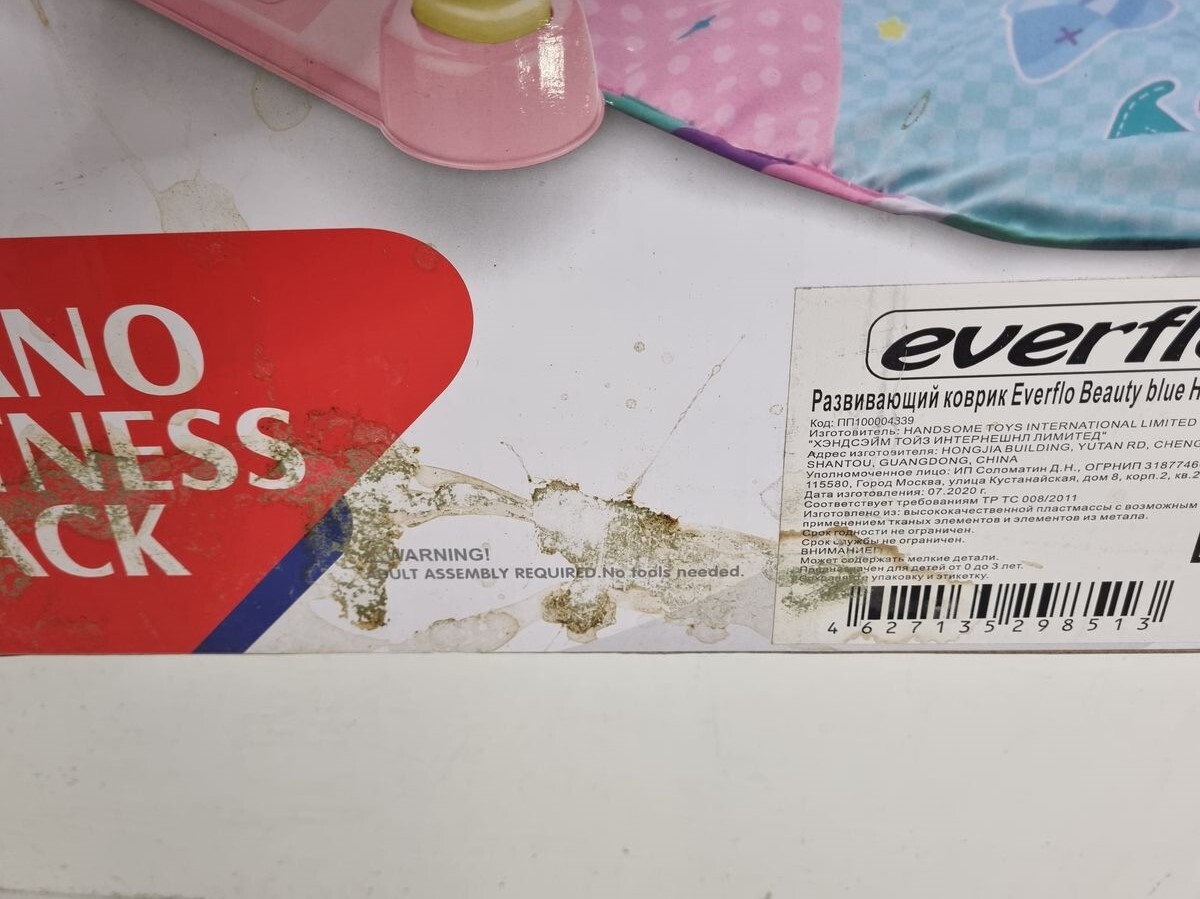 ANO
TNESS
ACK
WARNING!
ADULT ASSEMBLY REQUIRED.No tools needed.
everfl
Развивающий коврик Everflo Beauty blue H
Код: ПП100004339
Изготовитель: HANDSOME TOYS INTERNATIONAL LIMITED
"ХЭНДСЭЙМ ТОЙЗ ИНТЕРНЕШНЛ ЛИМИТЕД"
Адрес изготовителя: HONGJIA BUILDING, YUTAN RD, CHENG
SHANTOU, GUANGDONG, CHINA
Уполномоченное лицо: ИП Соломатин Д.Н., ОГРНИП 3187746
115580, Город Москва, улица Кустанайская, дом 8, корп.2, кв.2
Дата изготовления: 07.2020 г.
Соответствует требованиям ТР ТС 008/2011
Изготовлено из: высококачественной пластмассы с возможным
применением тканых элементов и элементов из метала.
Срок годности не ограничен.
Срок службы не ограничен.
ВНИМАНИЕ!
Может содержать мелкие детали.
Предназначен для детей от 0 до 3 лет.
Сохраняйте упаковку и этикетку.
4 627135 298513